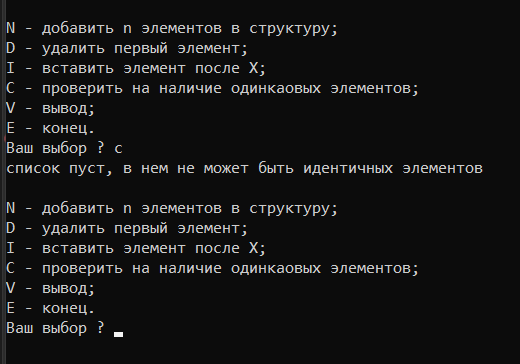 N - добавить n элементов в структуру;
D - удалить первый элемент;
I - вставить элемент после X;
C - проверить на наличие одинкаовых элементов;
V - вывод;
E - конец.
Ваш выбор ? c
список пуст, в нем не может быть идентичных элементов
N - добавить n элементов в структуру;
D - удалить первый элемент;
I - вставить элемент после X;
C - проверить на наличие одинкаовых элементов;
V - вывод;
E - конец.
Ваш выбор ?